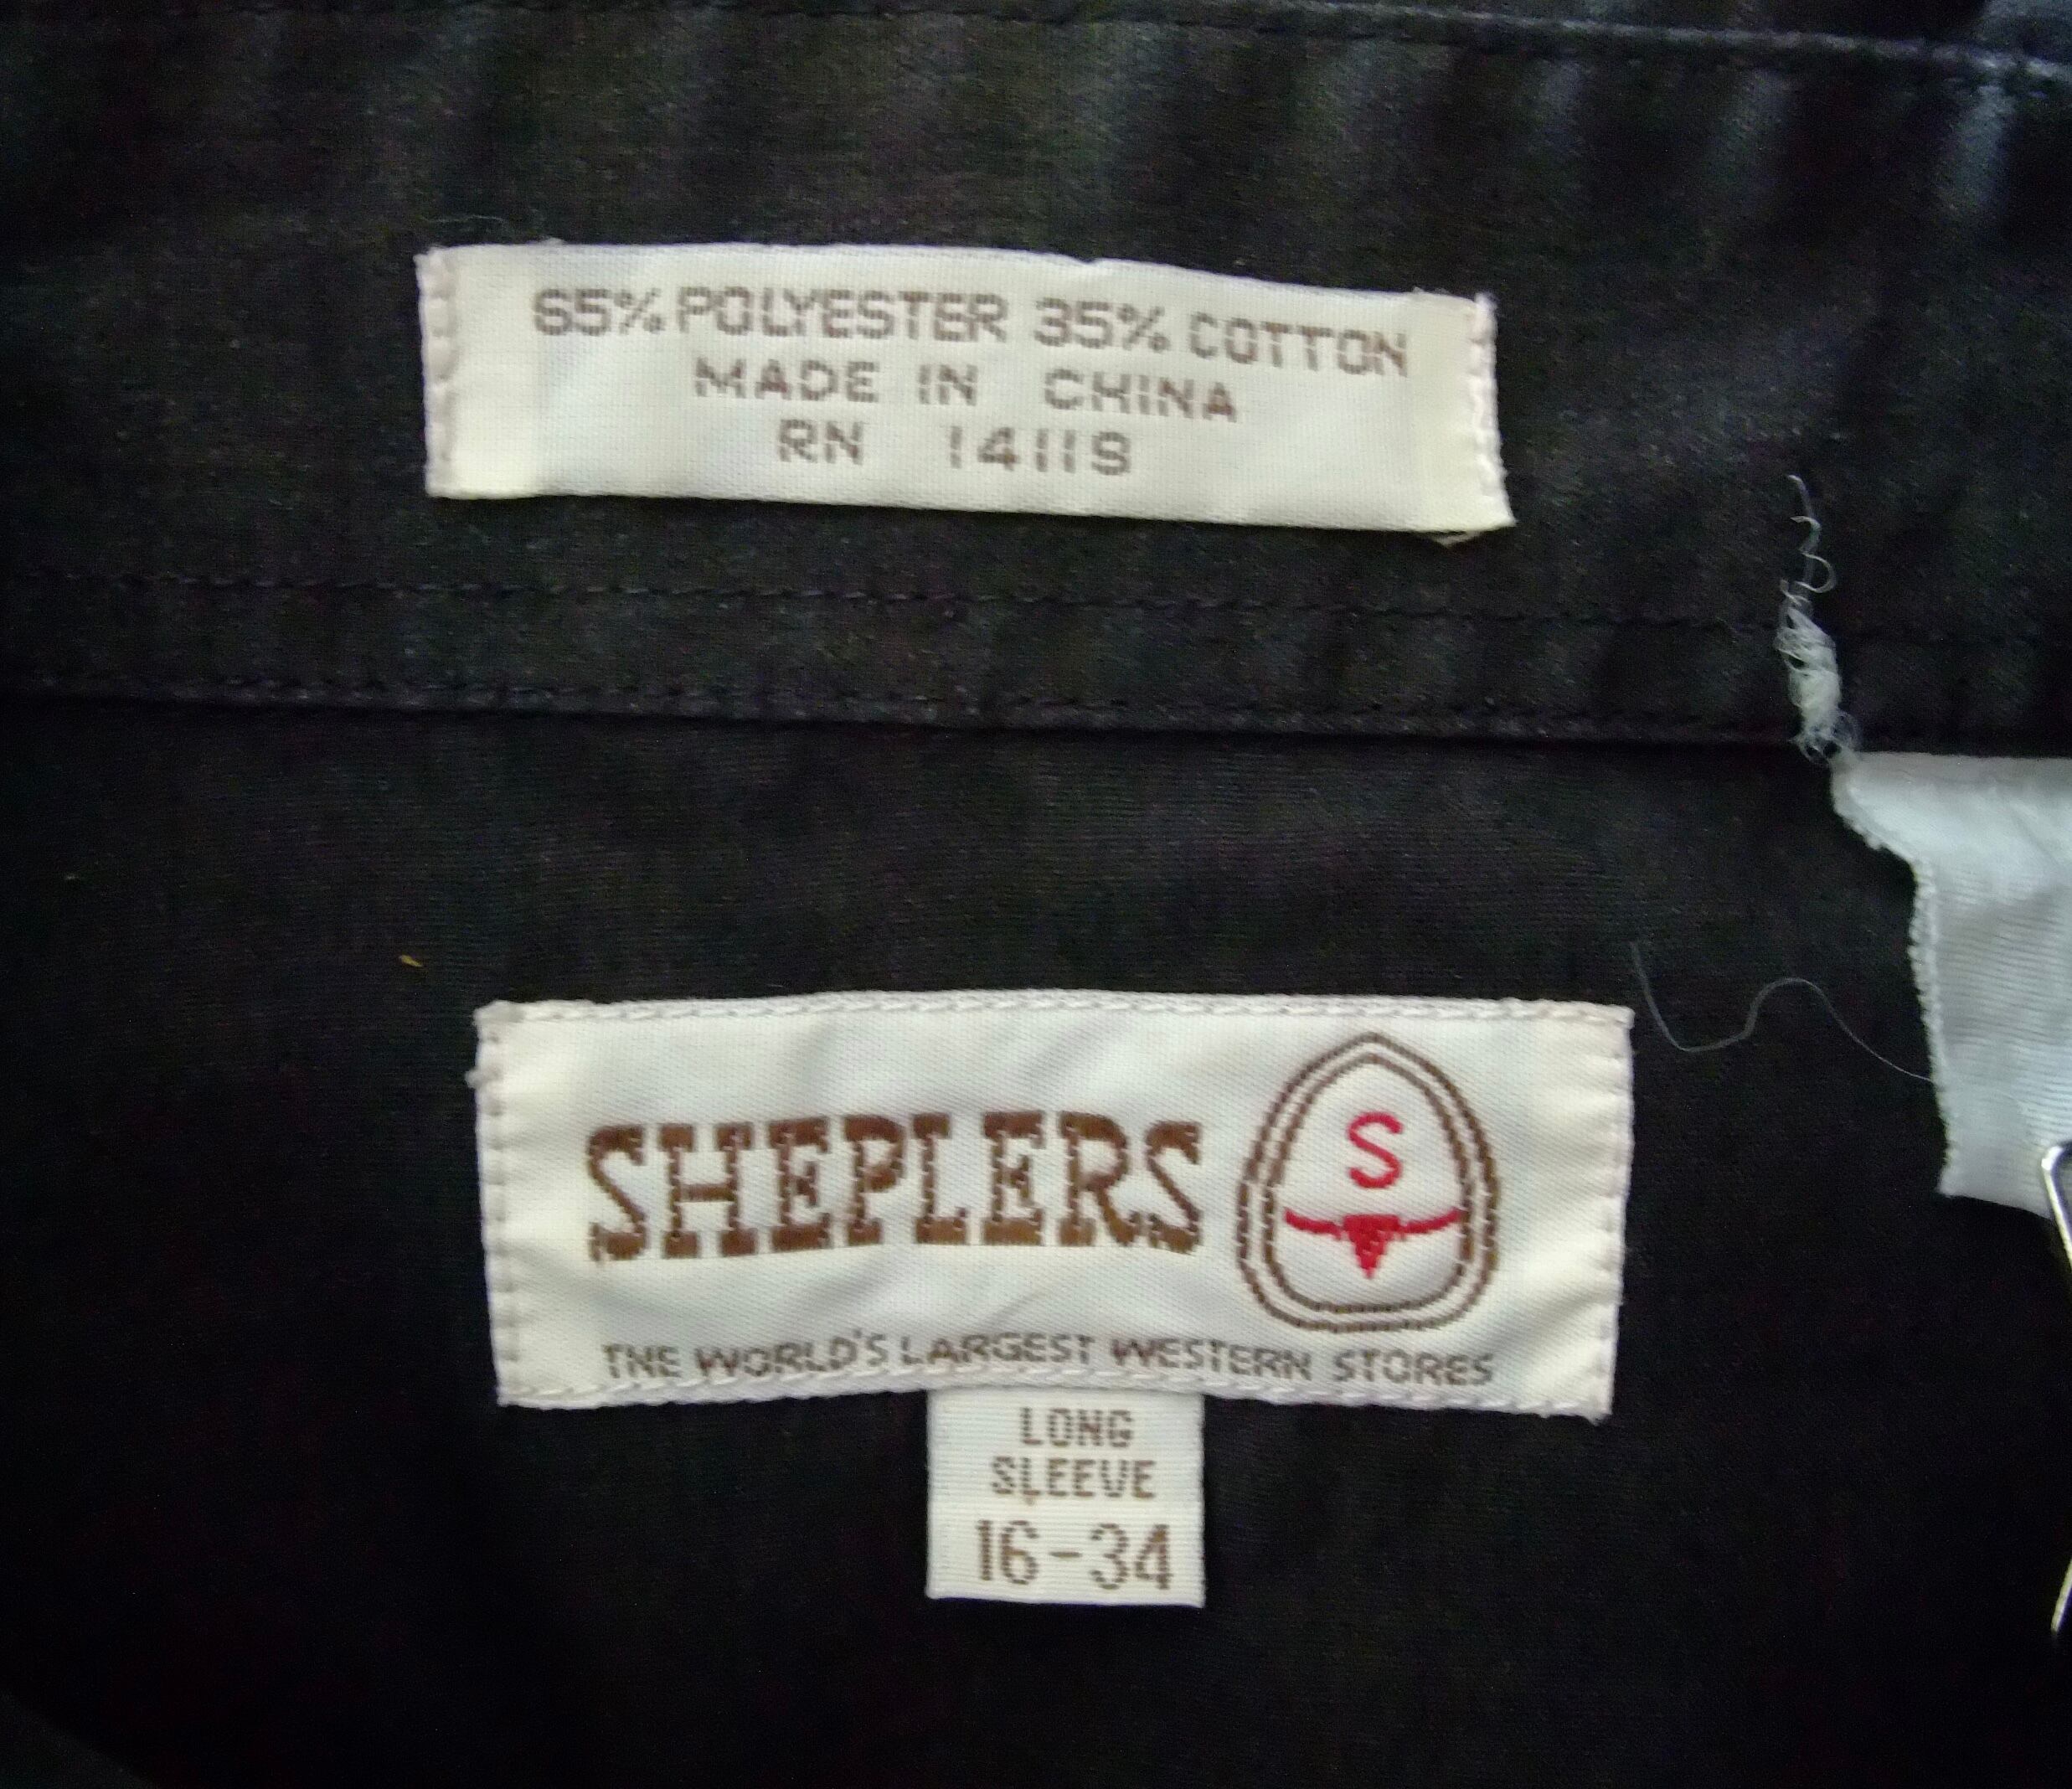 65% POLYESTER 35% COTTON
MADE IN CHINA
RN 14119
SHEPLERS
S
THE WORLD'S LARGEST WESTERN STORES
LONG
SLEEVE
16-34